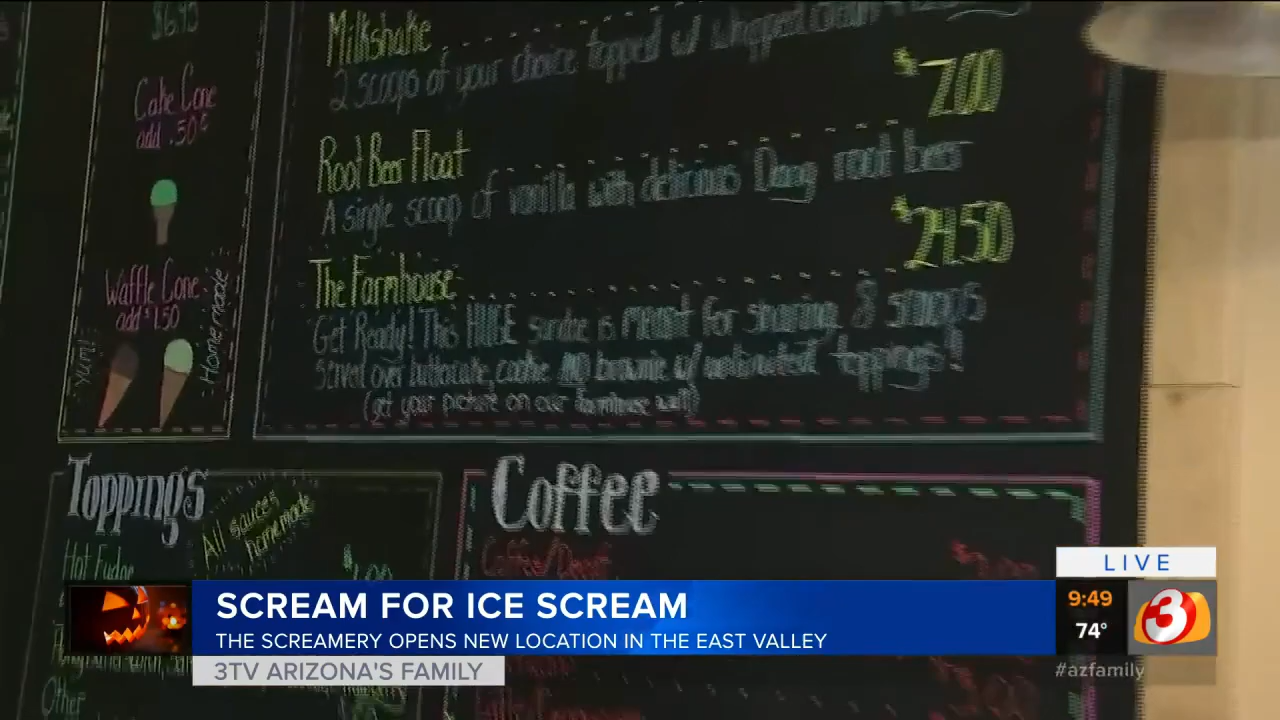 $6.95
Cake Cone
add .50¢
Waffle Cone
add $1.50
Yum!
Homemade
Milkshake
2 scoops of your choice topped w/ whipped cream
$7.00
Root Beer Float
A single scoop of vanilla with delicious Dang root beer
$24.50
The Farmhouse
Get Ready! This HUGE sundae is MEANT for sharing. 8 scoops
served over buttercake, cookie AND brownie w/ unlimited toppings!
(get your picture on our farmhouse wall)
Toppings
All sauces
homemade
Hot Fudge
Other
Coffee
Coffee/Decaf
LIVE
SCREAM FOR ICE SCREAM
THE SCREAMERY OPENS NEW LOCATION IN THE EAST VALLEY
3TV ARIZONA'S FAMILY
9:49
74°
3
#azfamily